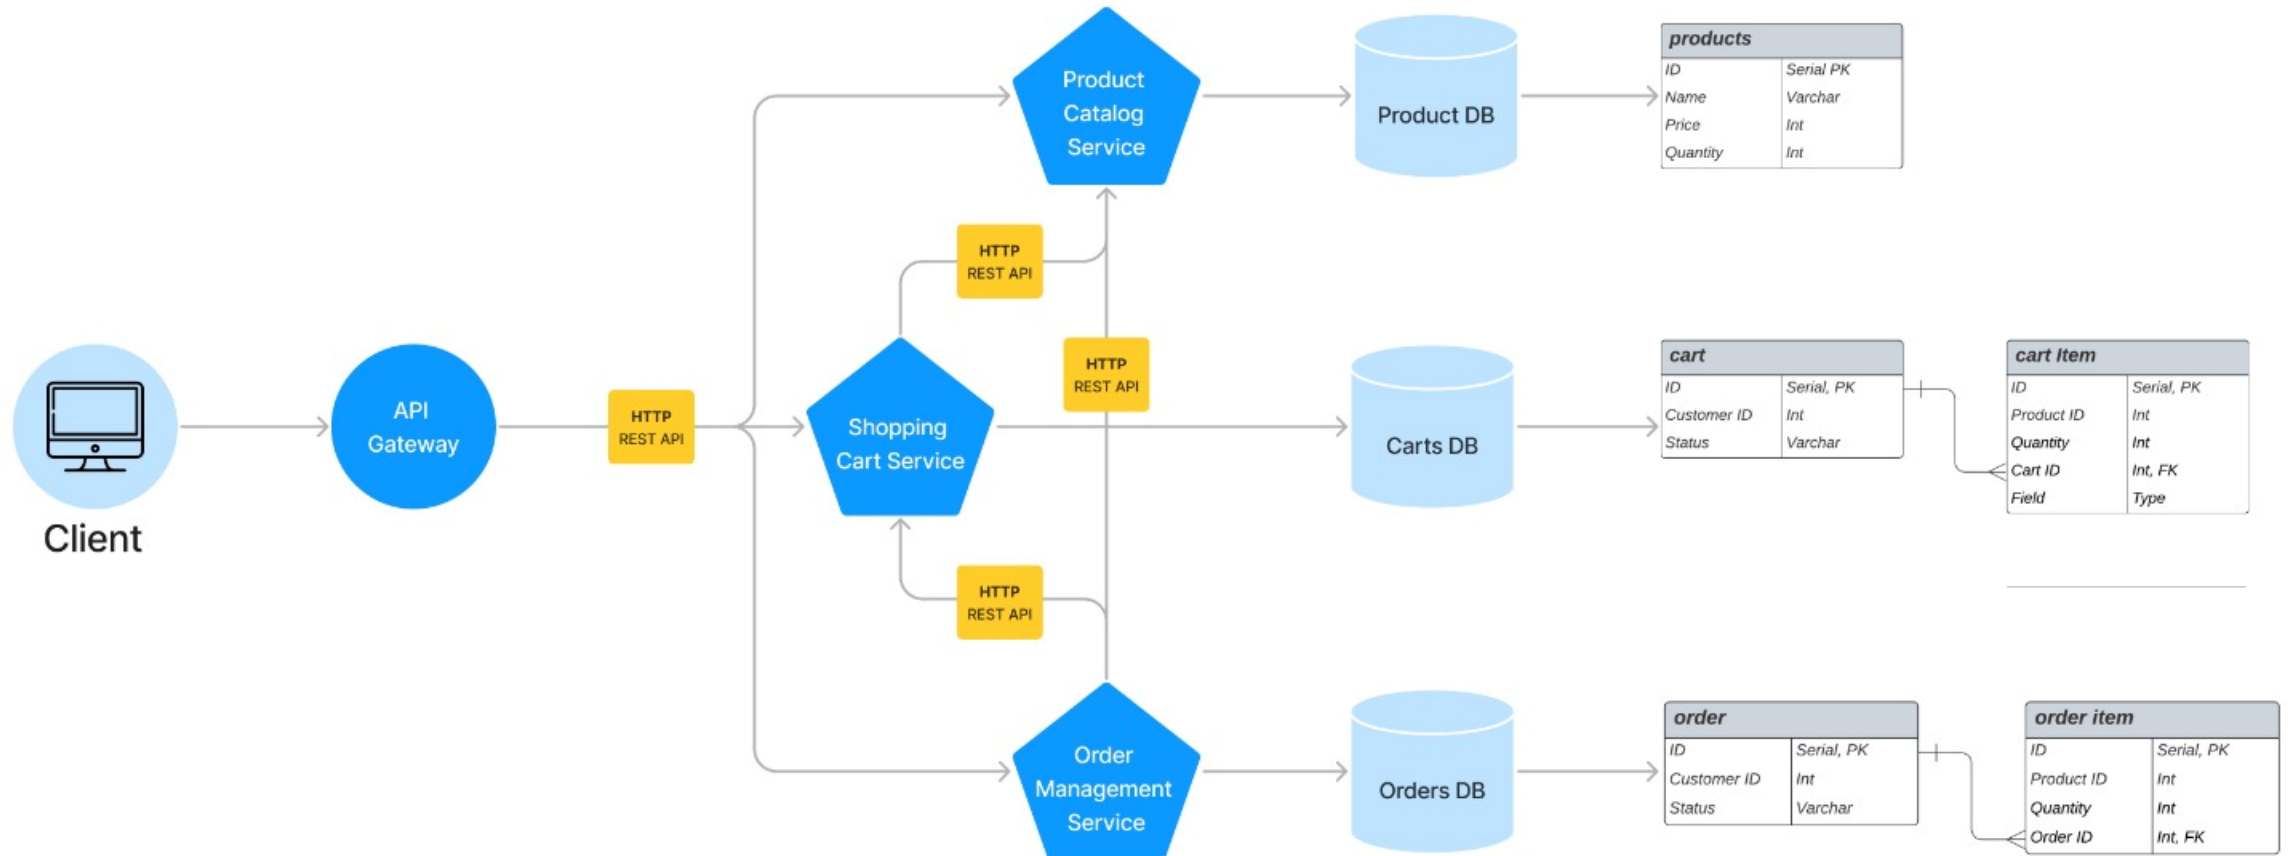 Client
API
Gateway
HTTP
REST API
Product
Catalog
Service
HTTP
REST API
HTTP
REST API
Shopping
Cart Service
HTTP
REST API
Order
Management
Service
Product DB
Carts DB
Orders DB
products
ID Serial PK
Name Varchar
Price Int
Quantity Int
cart
ID Serial, PK
Customer ID Int
Status Varchar
cart Item
ID Serial, PK
Product ID Int
Quantity Int
Cart ID Int, FK
Field Type
order
ID Serial, PK
Customer ID Int
Status Varchar
order item
ID Serial, PK
Product ID Int
Quantity Int
Order ID Int, FK